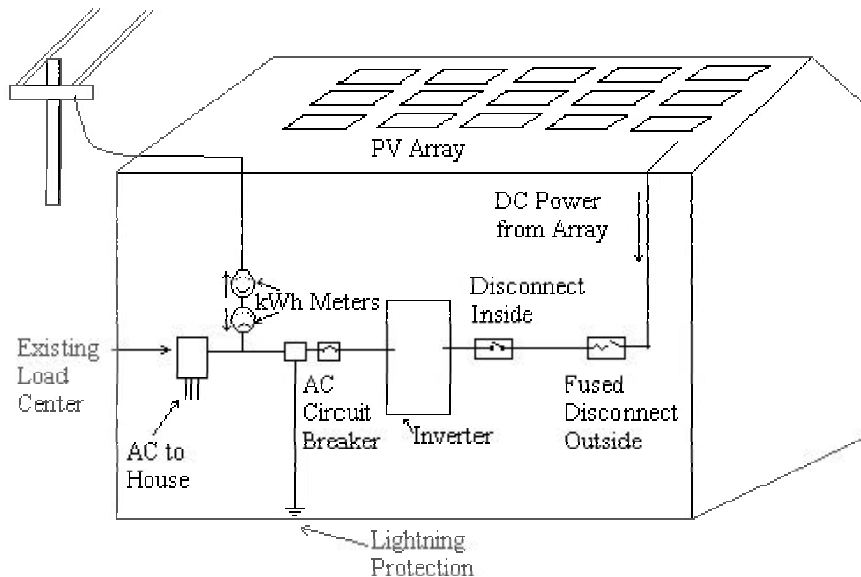 PV Array
DC Power
from Array
kWh Meters
Disconnect
Inside
Existing
Load
Center
AC
Circuit
Breaker
Inverter
Fused
Disconnect
Outside
AC to
House
Lightning
Protection